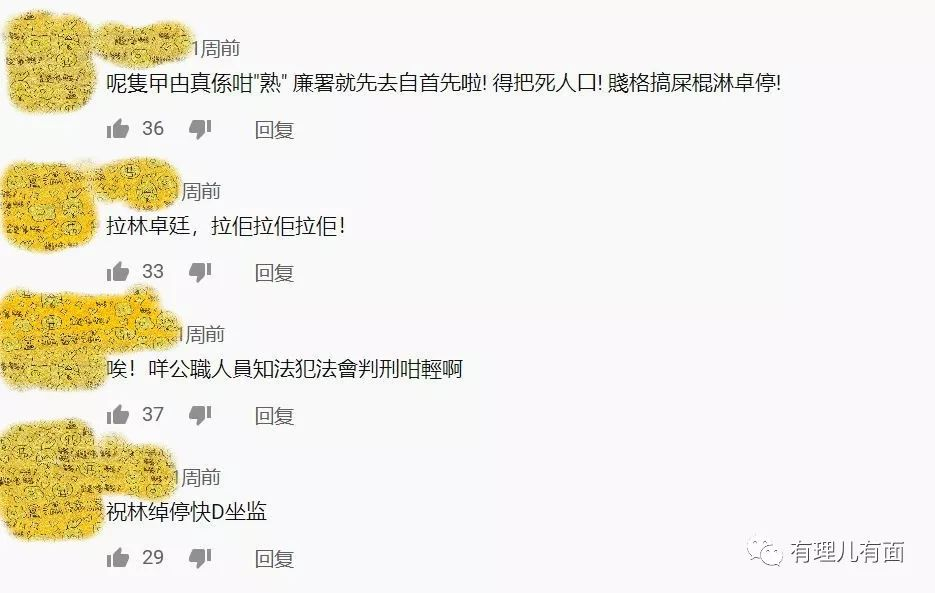 1周前
呢隻曱甴真係咁"熟" 廉署就先去自首先啦! 得把死人口! 賤格搞屎棍淋卓停!
36
回复
1周前
拉林卓廷，拉佢拉佢拉佢！
33
回复
1周前
唉！咩公職人員知法犯法會判刑咁輕啊
37
回复
1周前
祝林绰停快D坐监
29
回复
有理儿有面